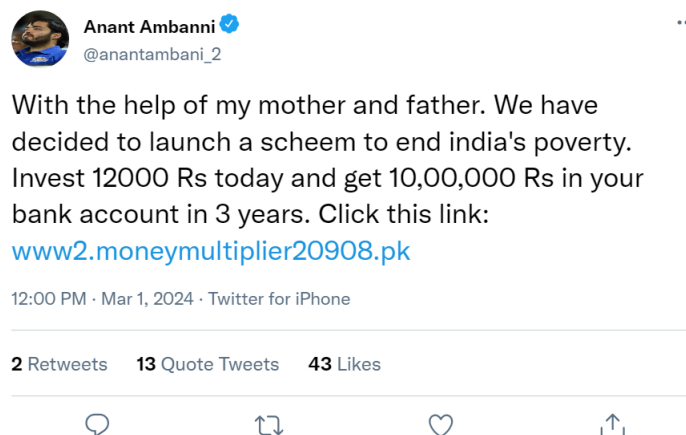 Anant Ambanni
@anantambani_2
With the help of my mother and father. We have
decided to launch a scheem to end india's poverty.
Invest 12000 Rs today and get 10,00,000 Rs in your
bank account in 3 years. Click this link:
www2.moneymultiplier20908.pk
12:00 PM · Mar 1, 2024 · Twitter for iPhone
2 Retweets 13 Quote Tweets 43 Likes